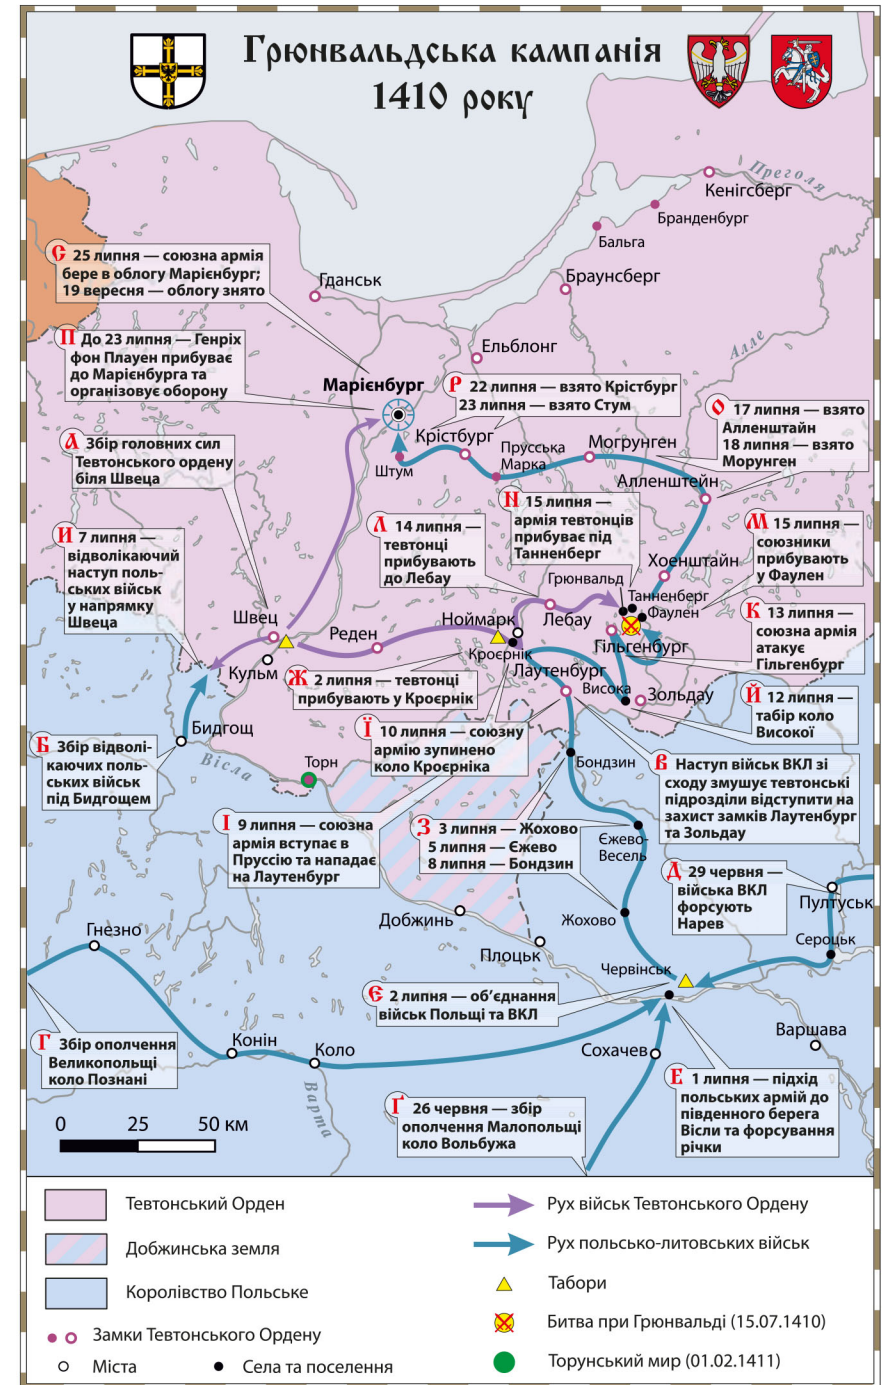 Грюнвальдська кампанія
1410 року
Преголя
Кенігсберг
Бранденбург
Бальга
Браунсберг
Гданськ
Алле
Ельблонг
Марієнбург
Крістбург
Прусська
Марка
Могрунген
Штум
Алленштейн
Хоенштайн
Грюнвальд
Танненберг
Фаулен
Швец
Реден
Ноймарк
Лебау
Гільгенбург
Кульм
Кроєрнік
Лаутенбург
Висока
Зольдау
Бидгощ
Вісла
Торн
Бондзин
Єжево-
Весель
Жохово
Пултуськ
Сероцьк
Добжинь
Плоцьк
Гнезно
Червінськ
Варшава
Конін
Коло
Сохачев
Варта
Є 25 липня — союзна армія
бере в облогу Марієнбург;
19 вересня — облогу знято
П До 23 липня — Генріх
фон Плауен прибуває
до Марієнбурга та
організовує оборону
Р 22 липня — взято Крістбург
23 липня — взято Стум
О 17 липня — взято
Алленштайн
18 липня — взято
Морунген
А Збір головних сил
Тевтонського ордену
біля Швеца
И 7 липня —
відволікаючий
наступ поль-
ських військ
у напрямку
Швеца
Л 14 липня —
тевтонці
прибувають
до Лебау
Н 15 липня —
армія тевтонців
прибуває під
Танненберг
М 15 липня —
союзники
прибувають
у Фаулен
К 13 липня —
союзна армія
атакує
Гільгенбург
Ж 2 липня — тевтонці
прибувають у Кроєрнік
Й 12 липня —
табір коло
Високої
Ї 10 липня — союзну
армію зупинено
коло Кроєрніка
Б Збір відволі-
каючих поль-
ських військ
під Бидгощем
В Наступ військ ВКЛ зі
сходу змушує тевтонські
підрозділи відступити на
захист замків Лаутенбург
та Зольдау
І 9 липня — союзна
армія вступає в
Пруссію та нападає
на Лаутенбург
З 3 липня — Жохово
5 липня — Єжево
8 липня — Бондзин
Д 29 червня —
війська ВКЛ
форсують
Нарев
Є 2 липня — об’єднання
військ Польщі та ВКЛ
Г Збір ополчення
Великопольщі
коло Познані
Ґ 26 червня — збір
ополчення Малопольщі
коло Вольбужа
Е 1 липня — підхід
польських армій до
південного берега
Вісли та форсування
річки
0 25 50 км
Тевтонський Орден
Добжинська земля
Королівство Польське
Замки Тевтонського Ордену
Міста
Села та поселення
Рух військ Тевтонського Ордену
Рух польсько-литовських військ
Табори
Битва при Грюнвальді (15.07.1410)
Торунський мир (01.02.1411)